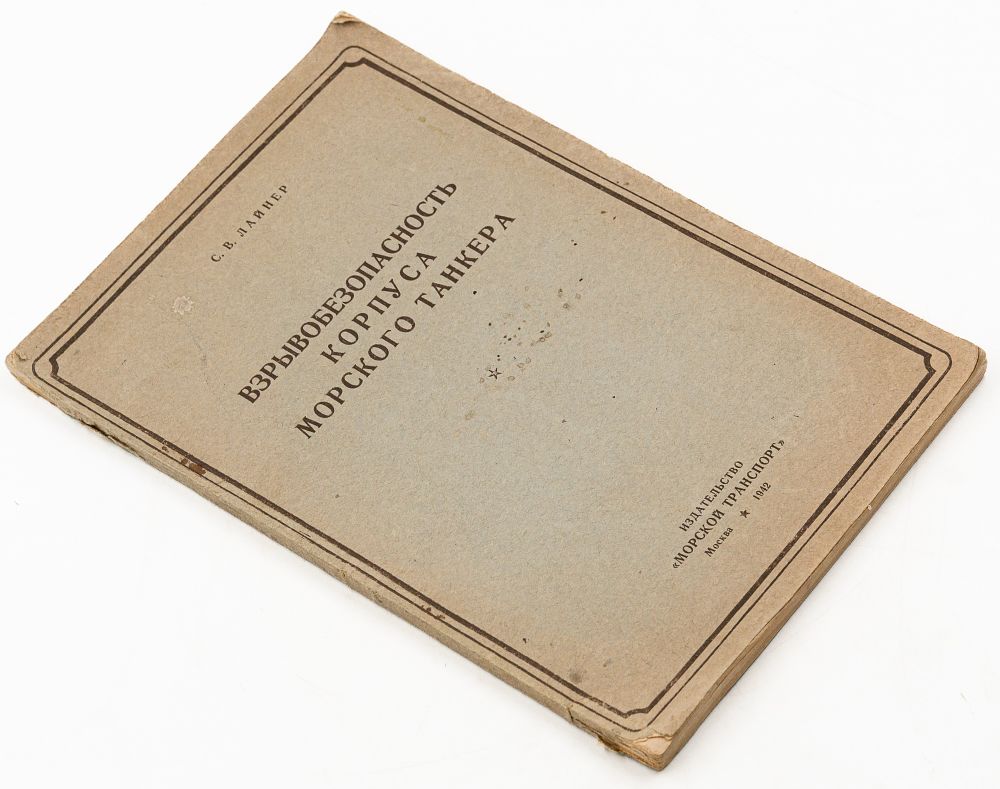 С. В. ЛАЙНЕР
ВЗРЫВОБЕЗОПАСНОСТЬ
КОРПУСА
МОРСКОГО ТАНКЕРА
ИЗДАТЕЛЬСТВО
«МОРСКОЙ ТРАНСПОРТ»
Москва ★ 1942